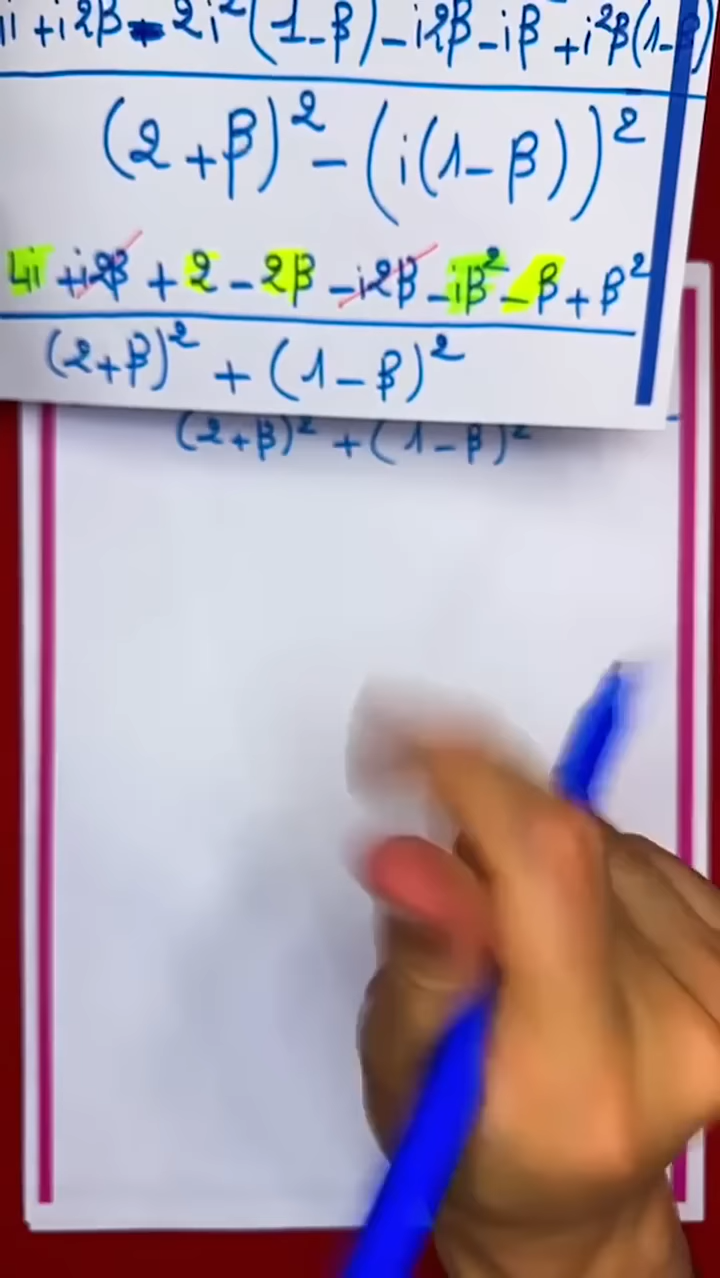 +i2β - 2i²(1-β) - i2β - iβ + i²β(1-β)
(2+β)² - (i(1-β))²
4i + i2β + 2 - 2β - i2β - iβ² - β + β²
(2+β)² + (1-β)²
(2+β)² + (1-β)²